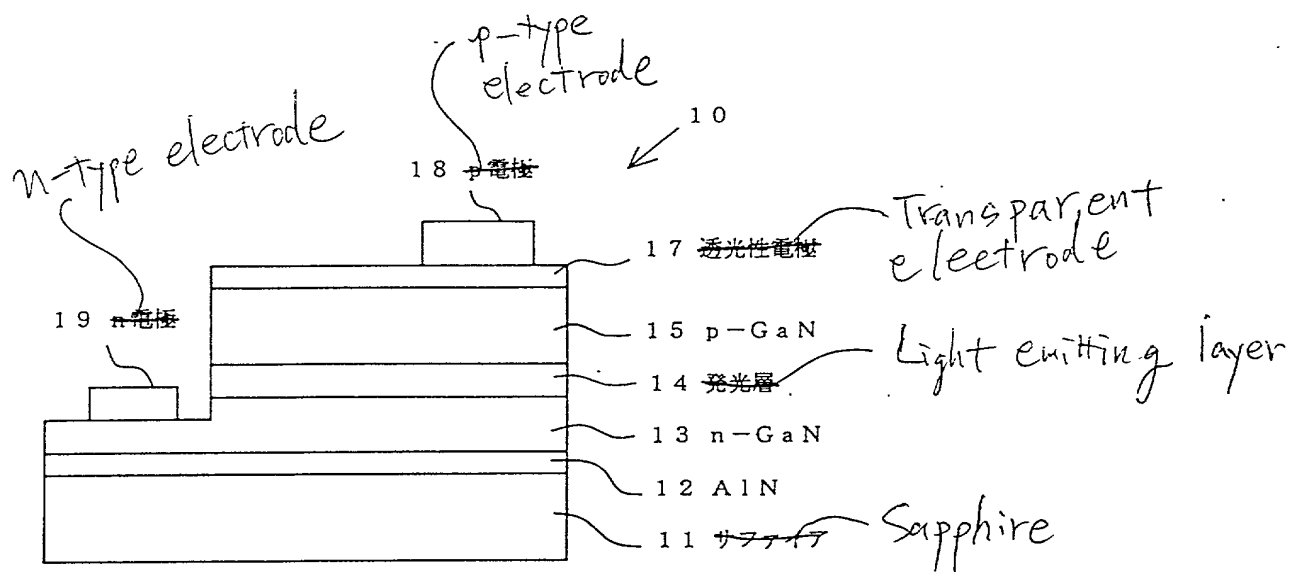 p-type
electrode
n-type electrode
10
18 p電極
17 透光性電極
Transparent
electrode
19 n電極
15 p-GaN
14 発光層
Light emitting layer
13 n-GaN
12 AlN
11 サファイア
Sapphire